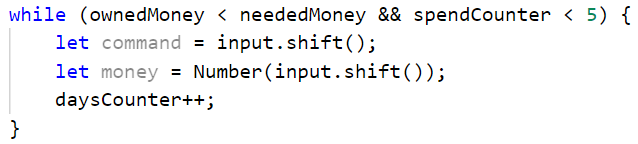 while (ownedMoney < neededMoney && spendCounter < 5) {
    let command = input.shift();
    let money = Number(input.shift());
    daysCounter++;
}